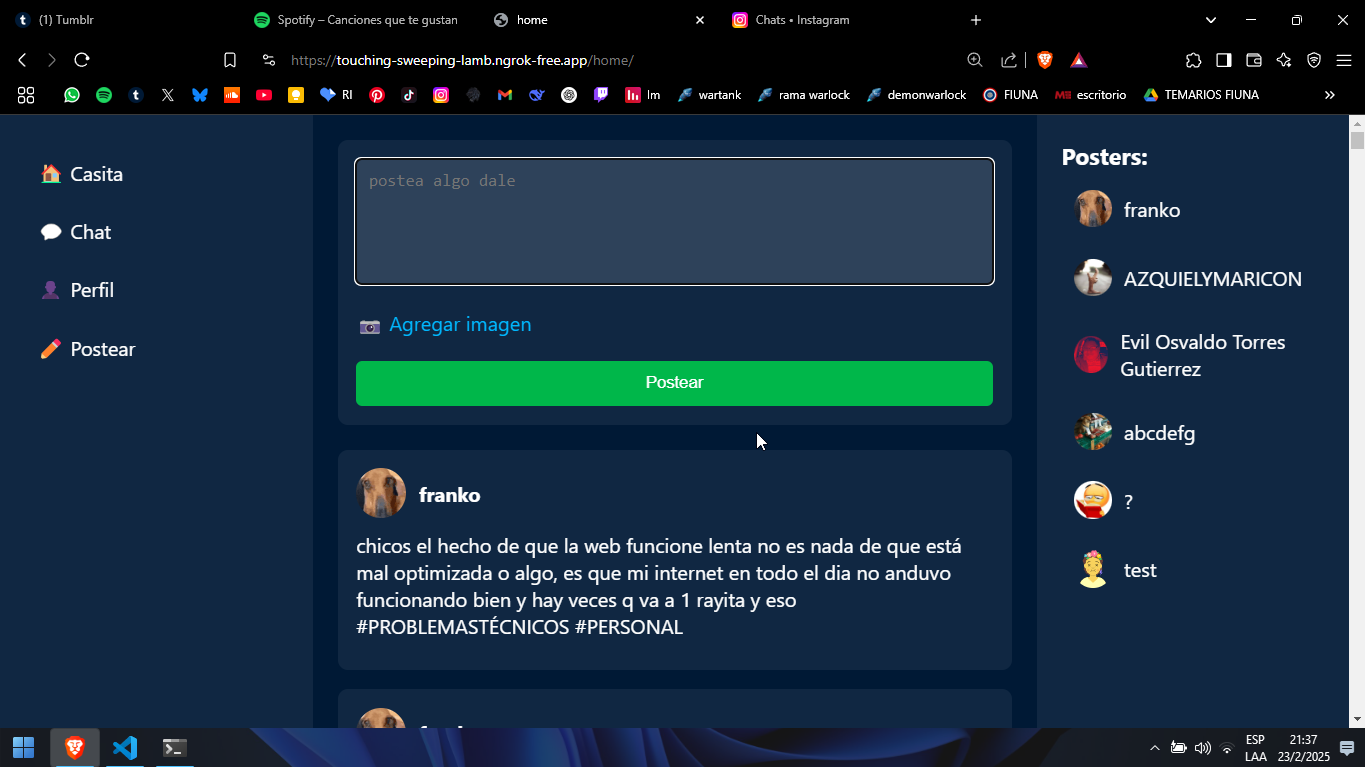 (1) Tumblr
Spotify – Canciones que te gustan
home
Chats • Instagram
https://touching-sweeping-lamb.ngrok-free.app/home/
RI
Im
wartank
rama warlock
demonwarlock
FIUNA
escritorio
TEMARIOS FIUNA
Casita
Chat
Perfil
Postear
postea algo dale
Agregar imagen
Postear
franko
chicos el hecho de que la web funcione lenta no es nada de que está
mal optimizada o algo, es que mi internet en todo el dia no anduvo
funcionando bien y hay veces q va a 1 rayita y eso
#PROBLEMASTÉCNICOS #PERSONAL
Posters:
franko
AZQUIELYMARICON
Evil Osvaldo Torres
Gutierrez
abcdefg
?
test
ESP
LAA
21:37
23/2/2025